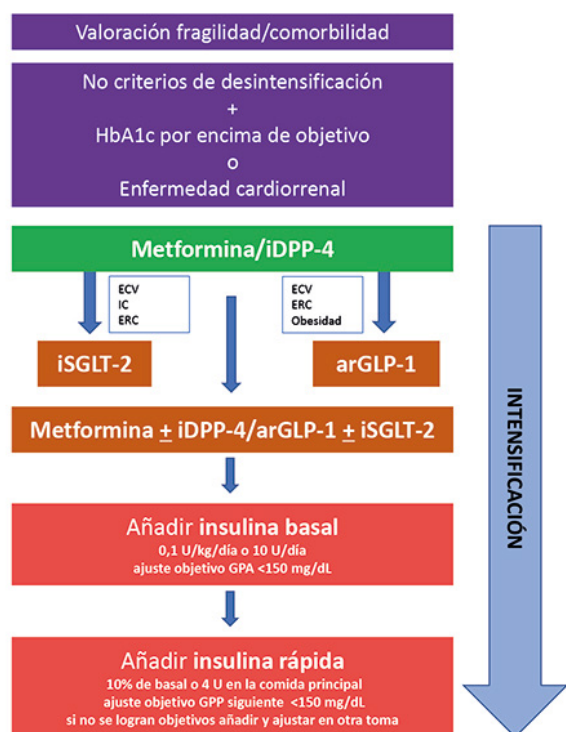 Valoración fragilidad/comorbilidad
No criterios de desintensificación
+
HbA1c por encima de objetivo
o
Enfermedad cardiorrenal
Metformina/iDPP-4
ECV
IC
ERC
ECV
ERC
Obesidad
iSGLT-2
arGLP-1
Metformina ± iDPP-4/arGLP-1 ± iSGLT-2
Añadir insulina basal
0,1 U/kg/día o 10 U/día
ajuste objetivo GPA <150 mg/dL
Añadir insulina rápida
10% de basal o 4 U en la comida principal
ajuste objetivo GPP siguiente <150 mg/dL
si no se logran objetivos añadir y ajustar en otra toma
INTENSIFICACIÓN